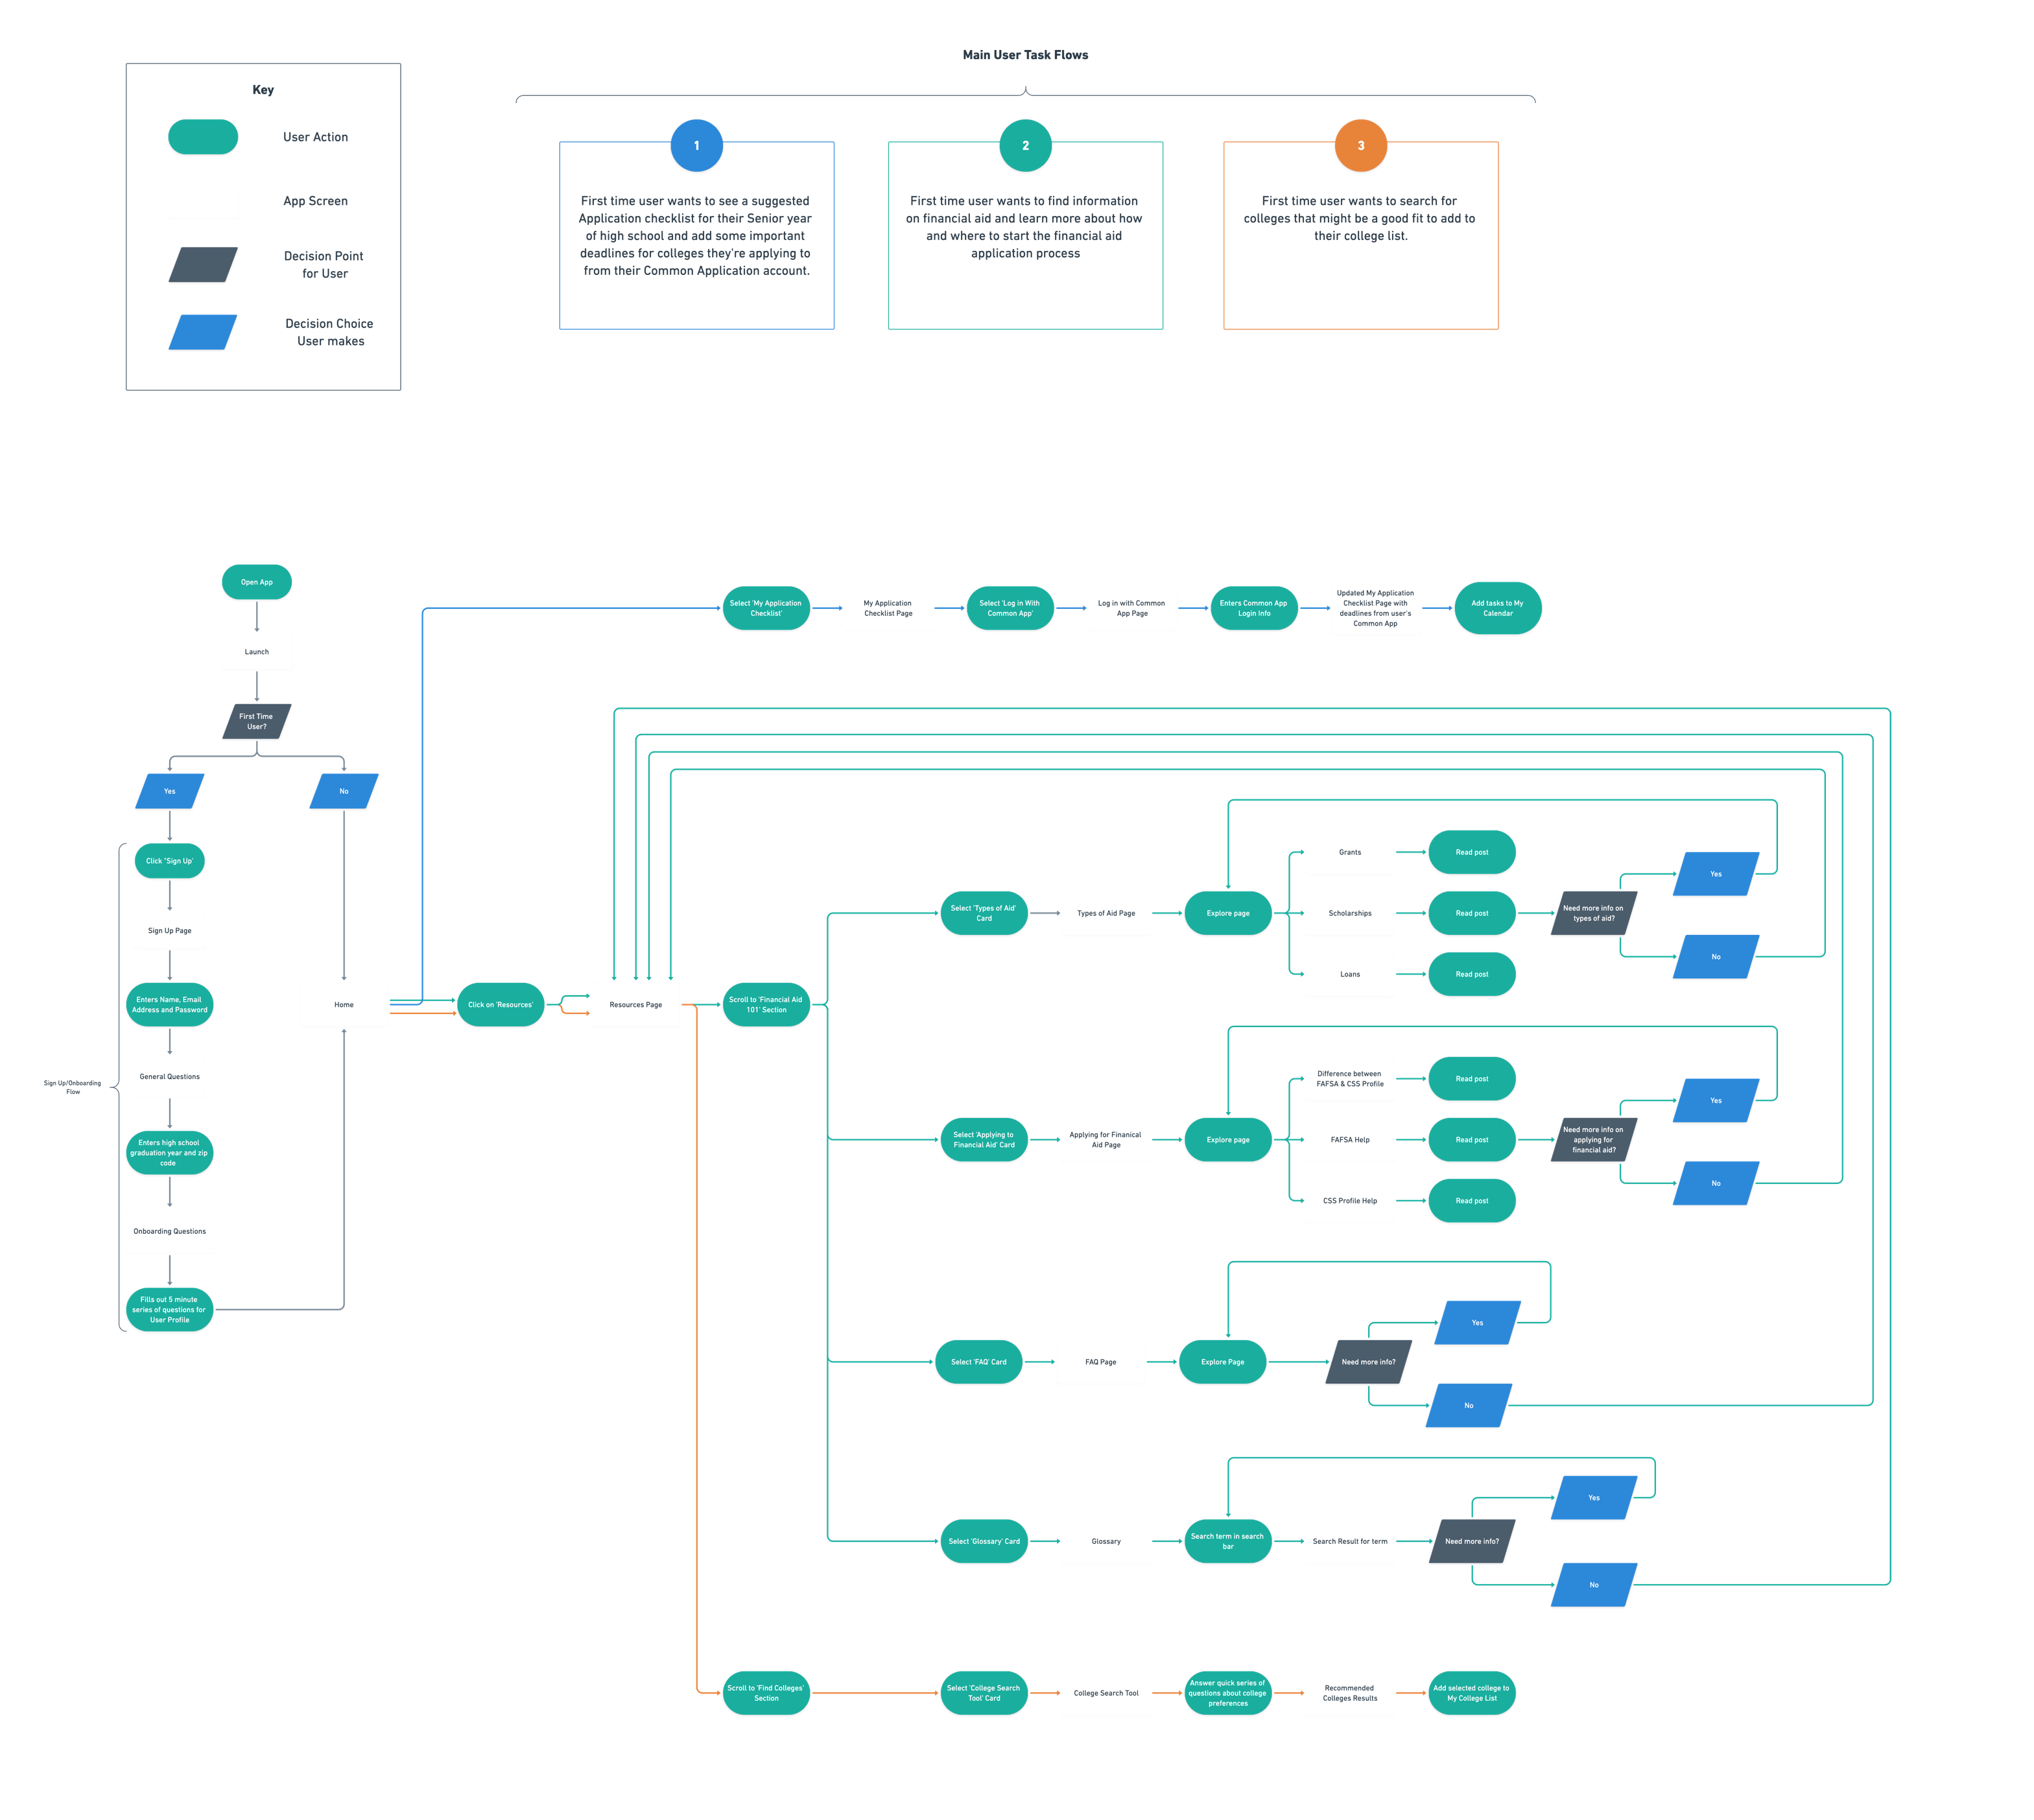 Main User Task Flows
Key
User Action
App Screen
Decision Point
for User
Decision Choice
User makes
1
First time user wants to see a suggested
Application checklist for their Senior year
of high school and add some important
deadlines for colleges they're applying to
from their Common Application account.
2
First time user wants to find information
on financial aid and learn more about how
and where to start the financial aid
application process
3
First time user wants to search for
colleges that might be a good fit to add to
their college list.
Open App
Launch
First Time
User?
Yes
No
Click "Sign Up'
Sign Up Page
Enters Name, Email
Address and Password
General Questions
Sign Up/Onboarding
Flow
Enters high school
graduation year and zip
code
Onboarding Questions
Fills out 5 minute
series of questions for
User Profile
Home
Select 'My Application
Checklist'
My Application
Checklist Page
Select 'Log in With
Common App'
Log in with Common
App Page
Enters Common App
Login Info
Updated My Application
Checklist Page with
deadlines from user's
Common App
Add tasks to My
Calendar
Click on 'Resources'
Resources Page
Scroll to 'Financial Aid
101' Section
Select 'Types of Aid'
Card
Types of Aid Page
Explore page
Grants
Read post
Scholarships
Read post
Loans
Read post
Need more info on
types of aid?
Yes
No
Select 'Applying to
Financial Aid' Card
Applying for Finanical
Aid Page
Explore page
Difference between
FAFSA & CSS Profile
Read post
FAFSA Help
Read post
CSS Profile Help
Read post
Need more info on
applying for
financial aid?
Yes
No
Select 'FAQ' Card
FAQ Page
Explore Page
Need more info?
Yes
No
Select 'Glossary' Card
Glossary
Search term in search
bar
Search Result for term
Need more info?
Yes
No
Scroll to 'Find Colleges'
Section
Select 'College Search
Tool' Card
College Search Tool
Answer quick series of
questions about college
preferences
Recommended
Colleges Results
Add selected college to
My College List